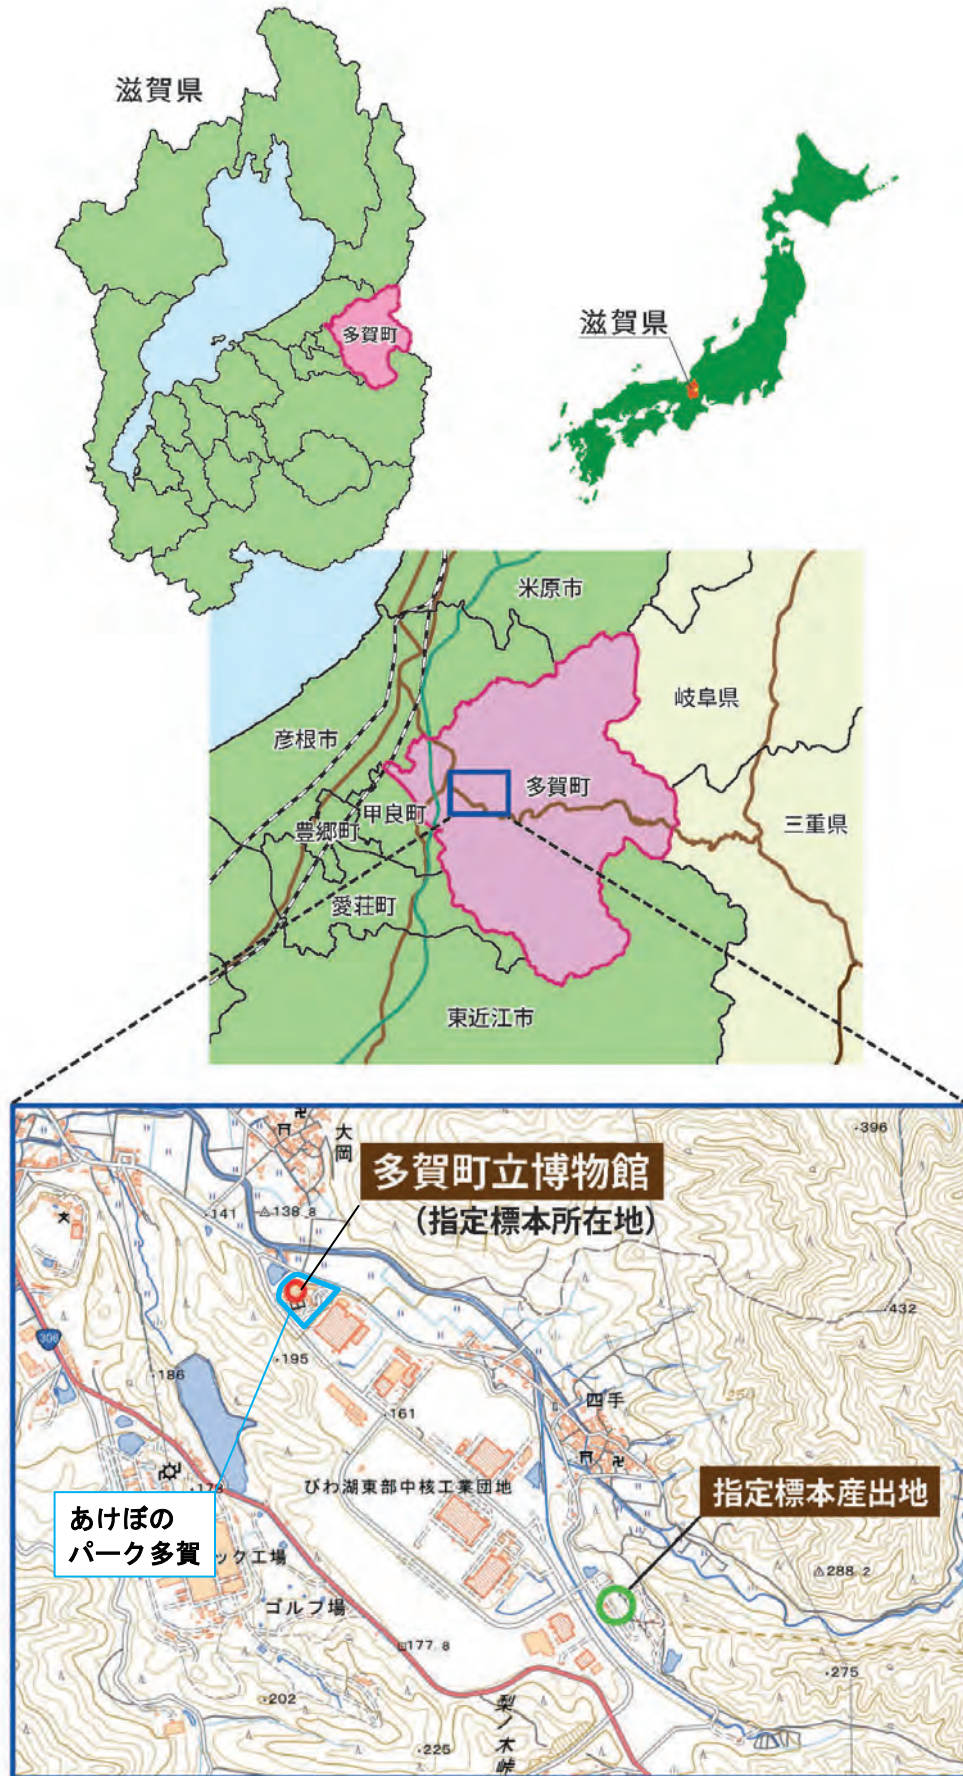 滋賀県
多賀町
滋賀県
米原市
岐阜県
彦根市
多賀町
甲良町
豊郷町
三重県
愛荘町
東近江市
大岡
・396
多賀町立博物館
(指定標本所在地)
・141
△138.8
306
・432
・195
・186
・161
四手
びわ湖東部中核工業団地
・173
指定標本産出地
あけぼの
パーク多賀
ック工場
△288.2
ゴルフ場
177.8
・275
・202
梨ノ木峠
・225